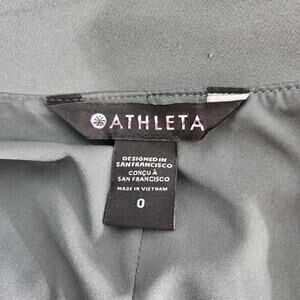 ATHLETA
DESIGNED IN
SAN FRANCISCO
CONÇU À
SAN FRANCISCO
MADE IN VIETNAM
0